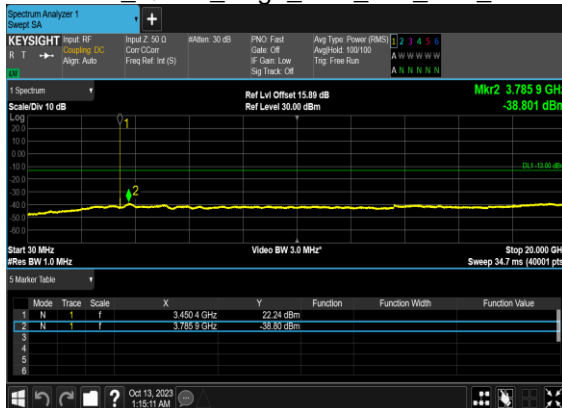 Spectrum Analyzer 1
Swept SA
+
KEYSIGHT Input: RF Input Z: 50 Ω #Atten: 30 dB PNO: Fast Avg Type: Power (RMS) 1 2 3 4 5 6
R T Coupling: DC Corr CCorr Gate: Off Avg|Hold: 100/100 A W W W W W
Align: Auto Freq Ref: Int (S) IF Gain: Low Trig: Free Run
Sig Track: Off A N N N N N
1 Spectrum
Ref Lvl Offset 15.89 dB Mkr2 3.785 9 GHz
Scale/Div 10 dB Ref Level 30.00 dBm -38.801 dBm
Log
20.0
10.0
0.00
-10.0
DL1 -13.00 dBm
-20.0
-30.0
-40.0
-50.0
-60.0
1
2
Start 30 MHz Video BW 3.0 MHz* Stop 20.000 GHz
#Res BW 1.0 MHz Sweep 34.7 ms (40001 pts)
5 Marker Table
Mode Trace Scale X Y Function Function Width Function Value
1 N 1 f 3.450 4 GHz 22.24 dBm
2 N 1 f 3.785 9 GHz -38.80 dBm
3
4
5
6
? Oct 13, 2023
1:15:11 AM